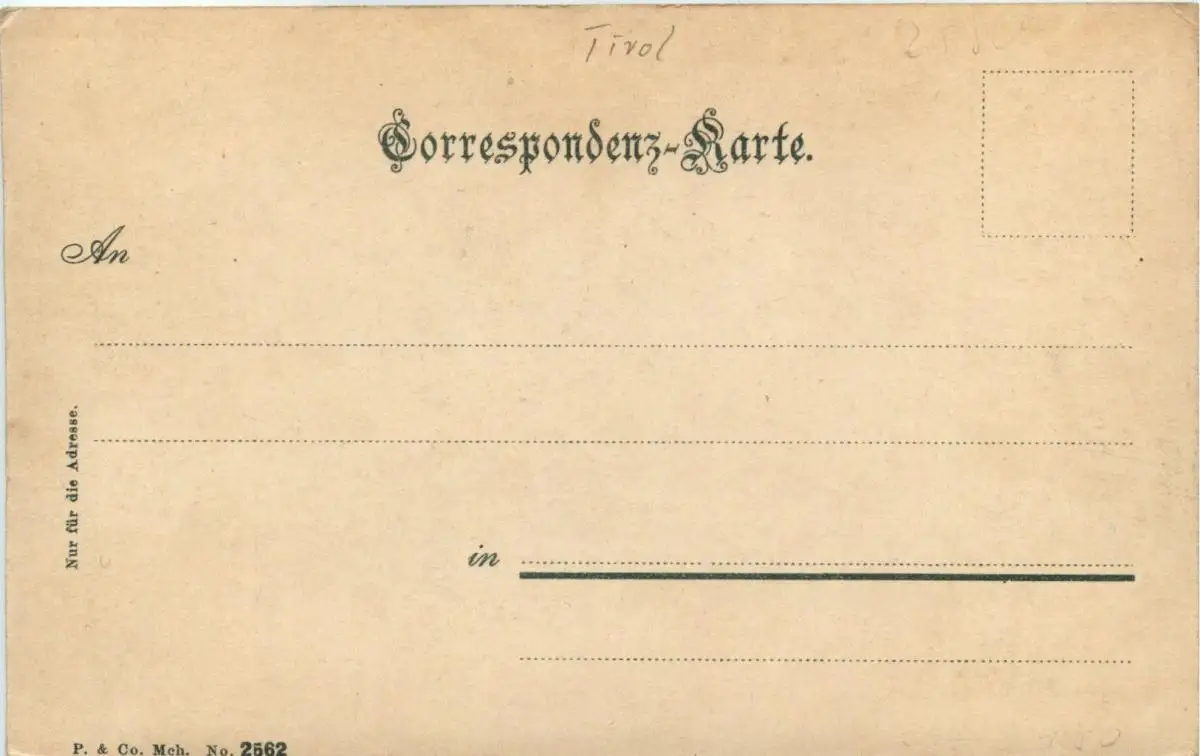 Tirol
Correspondenz-Karte.
An
Nur für die Adresse.
in
P. & Co. Mch. No. 2562